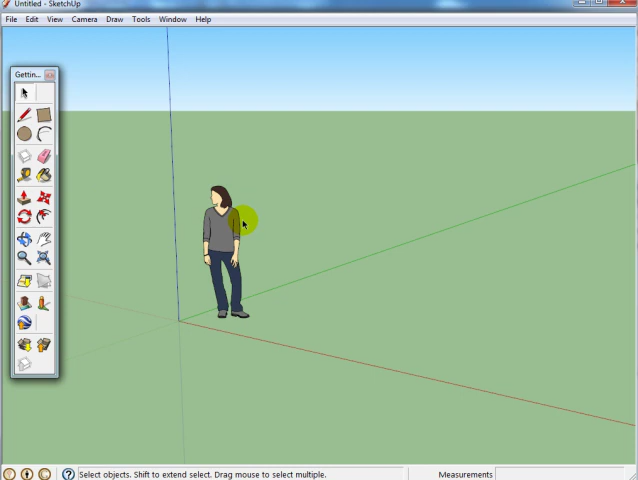 Untitled - SketchUp
File Edit View Camera Draw Tools Window Help
Gettin...
Select objects. Shift to extend select. Drag mouse to select multiple.
Measurements